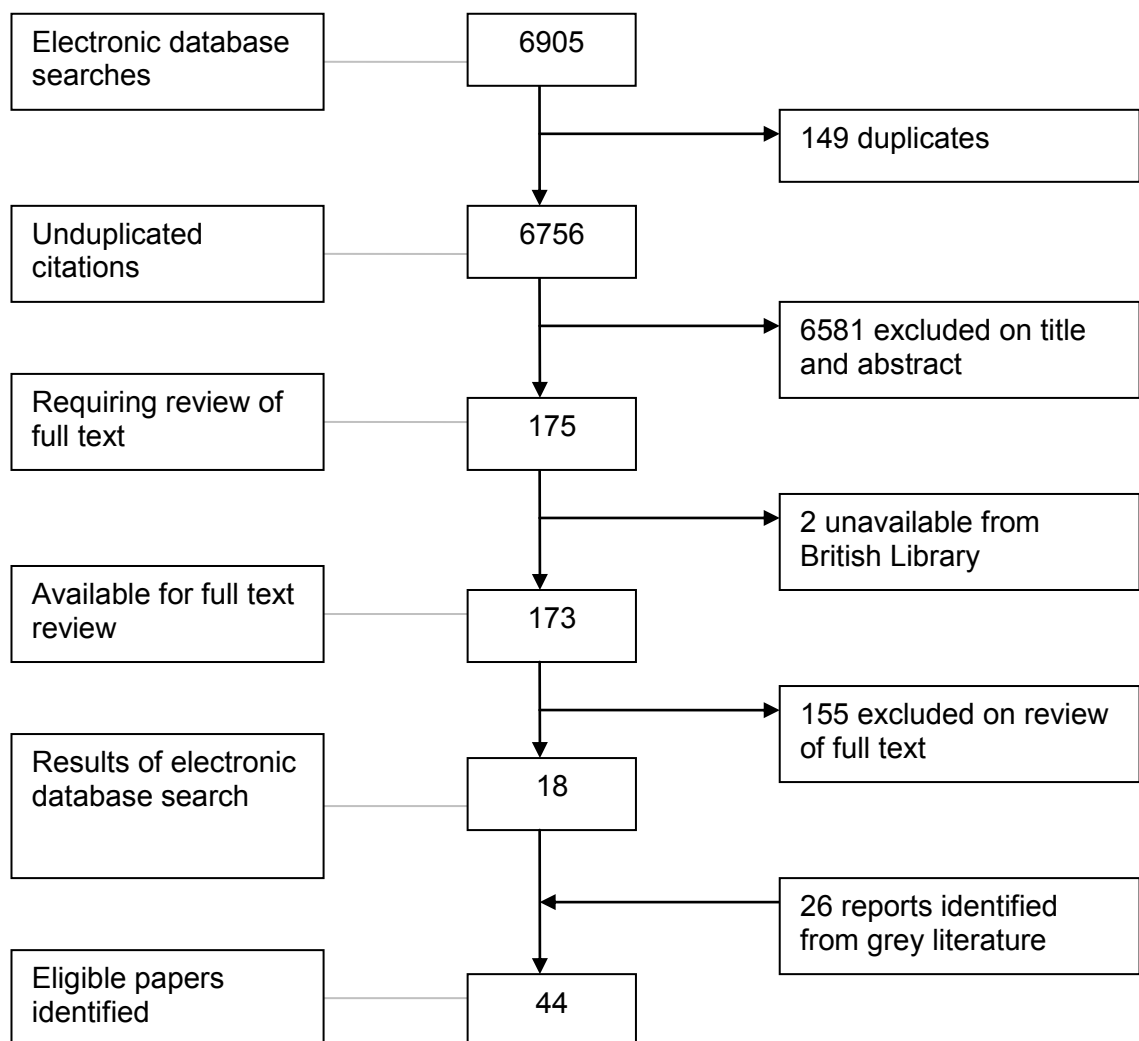 Electronic database
searches
6905
149 duplicates
Unduplicated
citations
6756
6581 excluded on title
and abstract
Requiring review of
full text
175
2 unavailable from
British Library
Available for full text
review
173
155 excluded on review
of full text
Results of electronic
database search
18
26 reports identified
from grey literature
Eligible papers
identified
44